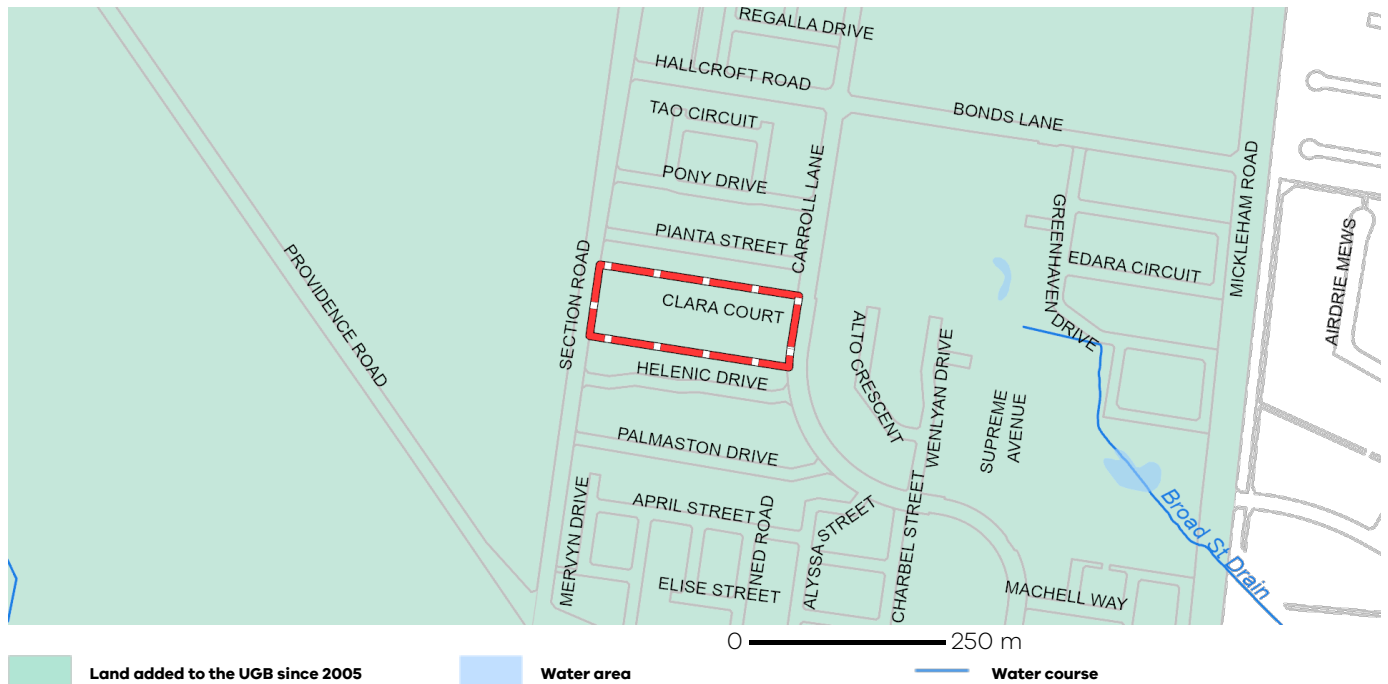 REGALLA DRIVE
HALLCROFT ROAD
TAO CIRCUIT
BONDS LANE
PONY DRIVE
CARROLL LANE
MICKLEHAM ROAD
GREENHAVEN
DRIVE
PIANTA STREET
EDARA CIRCUIT
AIRDRIE MEWS
PROVIDENCE ROAD
SECTION ROAD
CLARA COURT
ALTO CRESCENT
WENLYAN DRIVE
HELENIC DRIVE
SUPREME
AVENUE
PALMASTON DRIVE
APRIL STREET
MERVYN DRIVE
NED ROAD
ALYSSA STREET
CHARBEL STREET
Broad St Drain
ELISE STREET
MACHELL WAY
0 250 m
Land added to the UGB since 2005
Water area
Water course